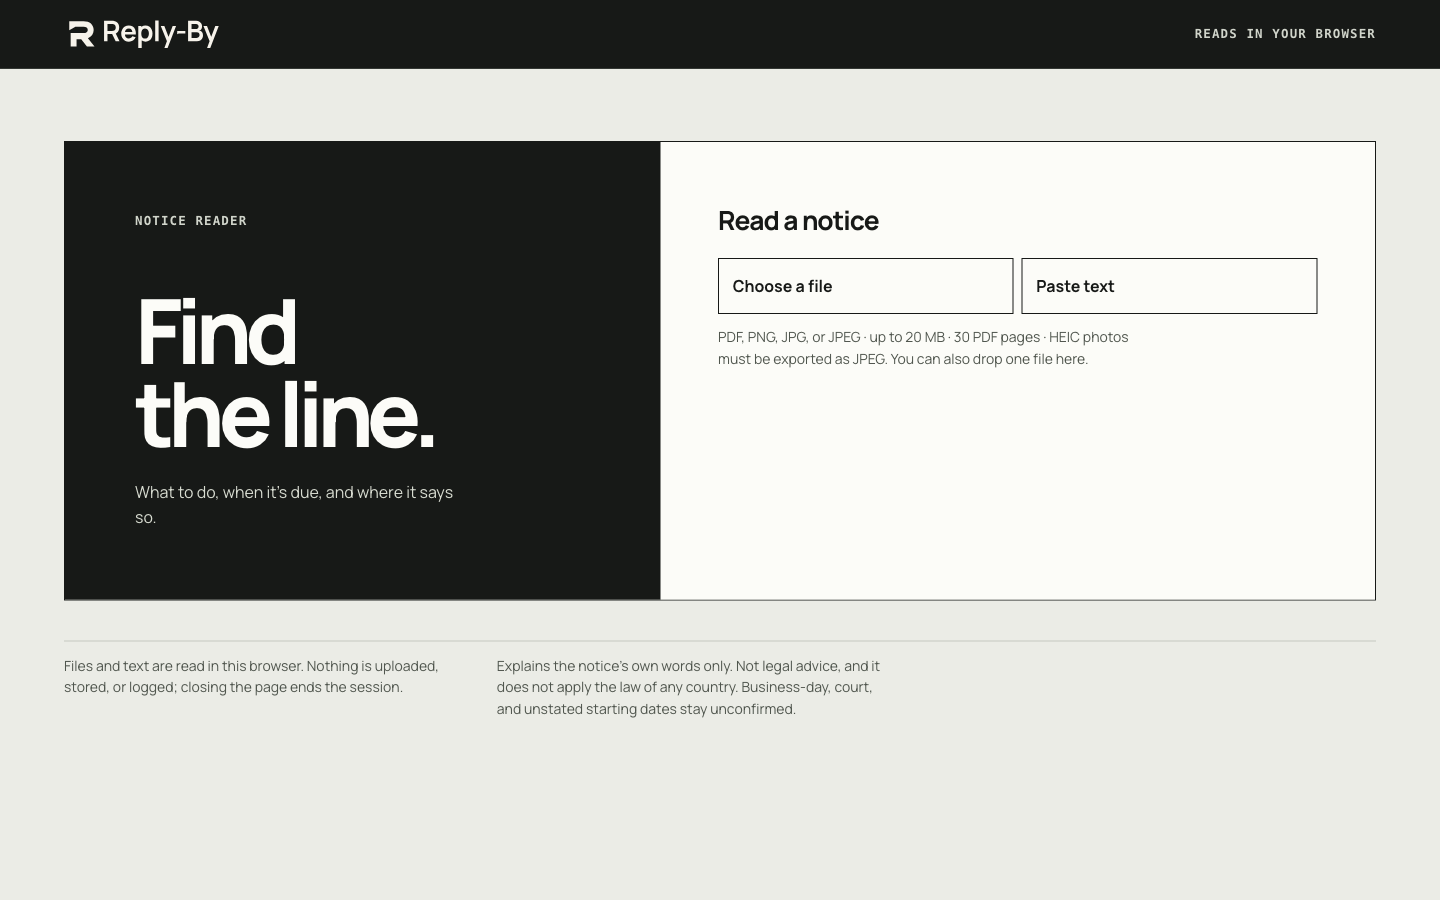 Reply-By
READS IN YOUR BROWSER
NOTICE READER
Find
the line.
What to do, when it's due, and where it says
so.
Read a notice
Choose a file
Paste text
PDF, PNG, JPG, or JPEG · up to 20 MB · 30 PDF pages · HEIC photos
must be exported as JPEG. You can also drop one file here.
Files and text are read in this browser. Nothing is uploaded,
stored, or logged; closing the page ends the session.
Explains the notice's own words only. Not legal advice, and it
does not apply the law of any country. Business-day, court,
and unstated starting dates stay unconfirmed.